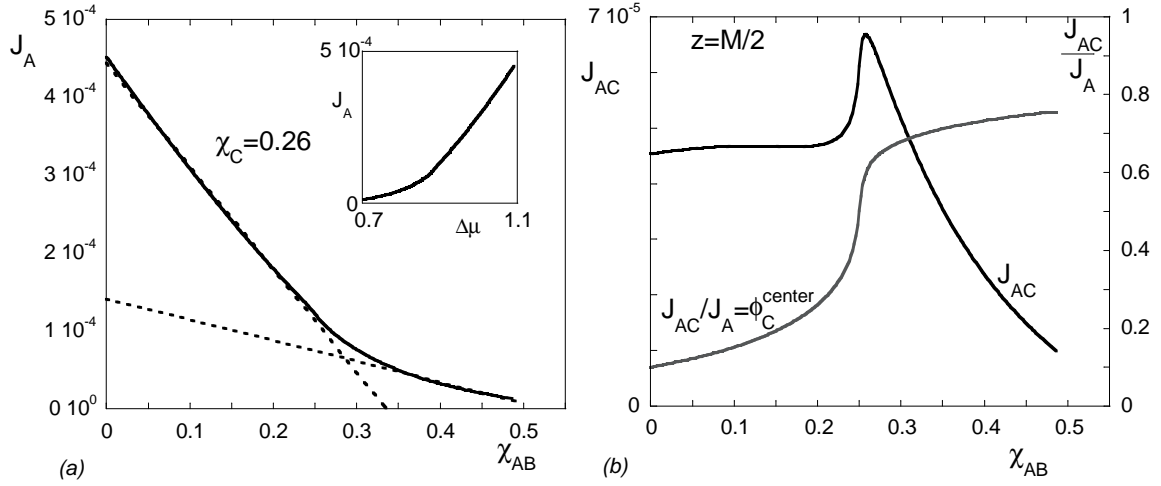 5 10⁻⁴
J_A
4 10⁻⁴
3 10⁻⁴
2 10⁻⁴
1 10⁻⁴
0 10⁰
0 0.1 0.2 0.3 0.4 0.5
χ_AB
(a)
χ_C=0.26
5 10⁻⁴
J_A
0
0.7 1.1
Δμ
7 10⁻⁵
J_AC
0
z=M/2
1
J_AC
J_A
0.8
0.6
0.4
0.2
0
J_AC
J_AC/J_A=ϕ_C^center
0 0.1 0.2 0.3 0.4 0.5
χ_AB
(b)